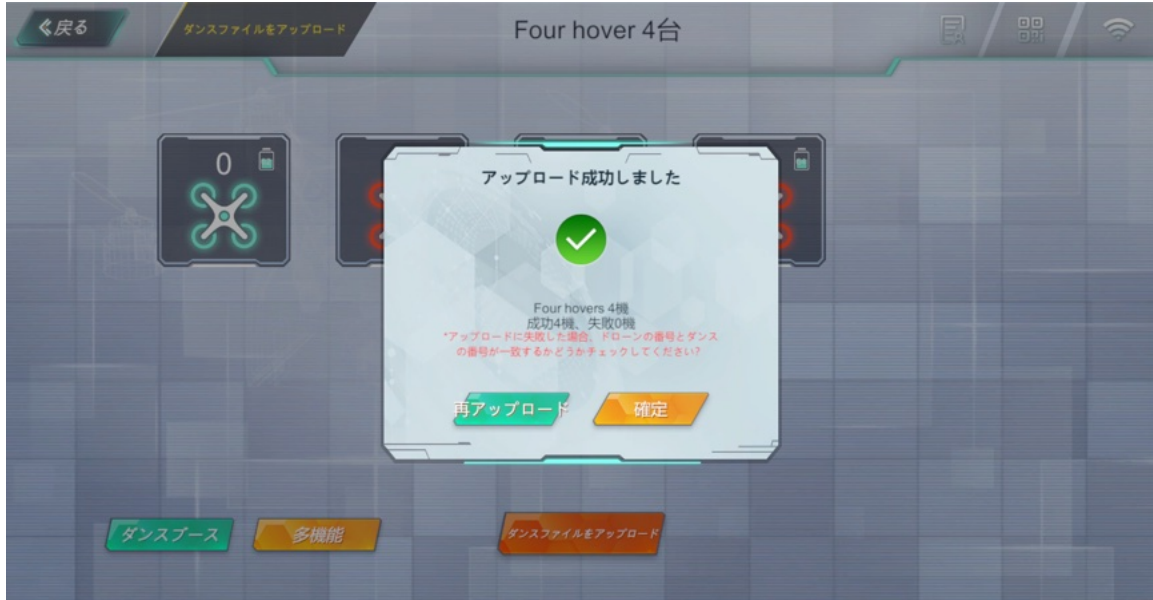 戻る
ダンスファイルをアップロード
Four hover 4台
0
アップロード成功しました
Four hovers 4機
成功4機、失敗0機
*アップロードに失敗した場合、ドローンの番号とダンス
の番号が一致するかどうかチェックしてください?
再アップロード
確定
ダンスブース
多機能
ダンスファイルをアップロード